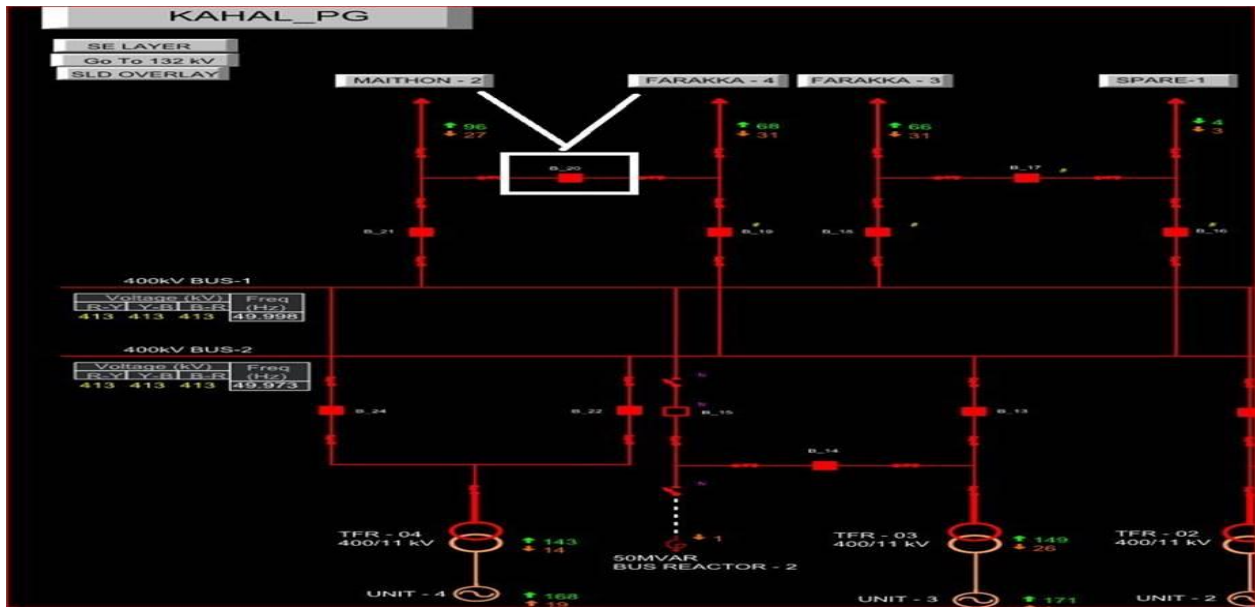 KAHAL_PG
SE LAYER
Go To 132 kV
SLD OVERLAY
MAITHON - 2
FARAKKA - 4
FARAKKA - 3
SPARE-1
96
27
68
31
66
31
4
3
B_20
B_17
B_21
B_19
B_18
B_16
400kV BUS-1
Voltage (kV) Freq
R-Y Y-B B-R (Hz)
413 413 413 49.998
400kV BUS-2
Voltage (kV) Freq
R-Y Y-B B-R (Hz)
413 413 413 49.973
B_24
B_22
B_15
B_13
B_14
TFR - 04
400/11 kV
143
14
1
50MVAR
BUS REACTOR - 2
TFR - 03
400/11 kV
149
26
TFR - 02
400/11 kV
UNIT - 4
168
19
UNIT - 3
171
UNIT - 2